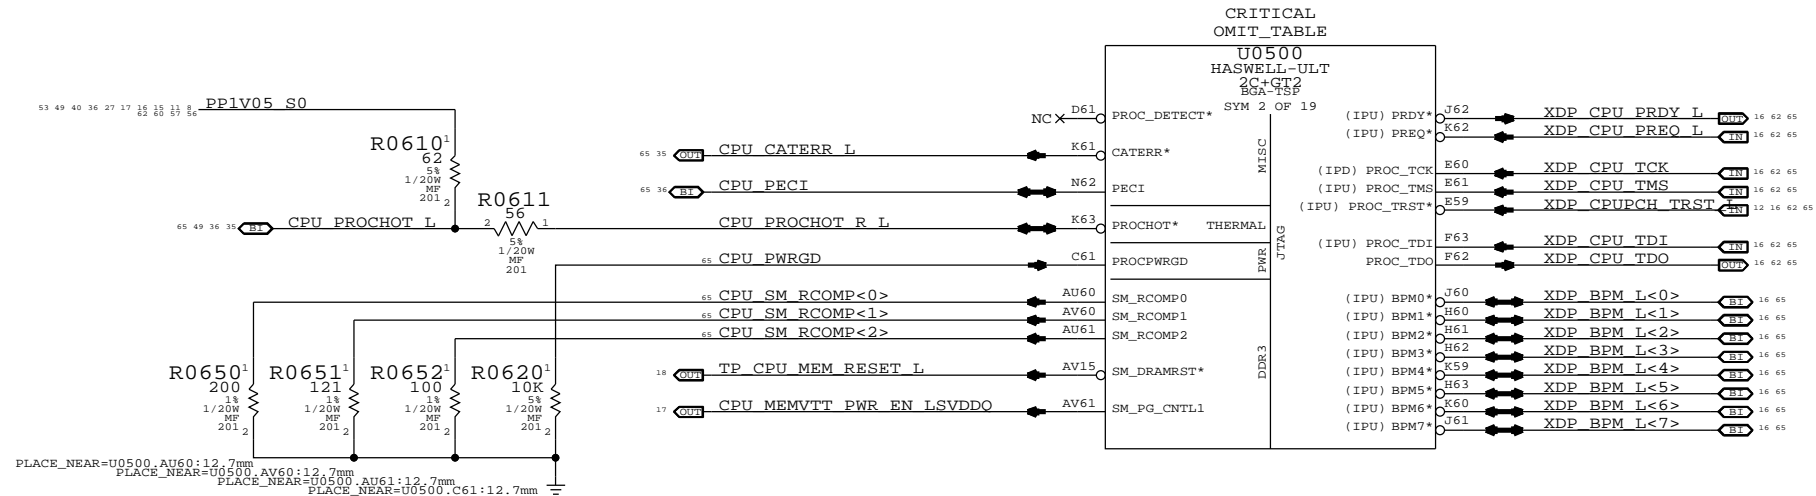 CRITICAL
OMIT_TABLE
U0500
HASWELL-ULT
2C+GT2
BGA-TSP
SYM 2 OF 19
53 49 40 36 27 17 16 15 11 8
62 60 57 56
PP1V05_S0
R0610
1
62
5%
1/20W
MF
201
2
R0611
56
2
1
5%
1/20W
MF
201
65 49 36 35
BI
CPU_PROCHOT_L
NC
D61
PROC_DETECT*
65 35
OUT
CPU_CATERR_L
K61
CATERR*
65 36
BI
CPU_PECI
N62
PECI
CPU_PROCHOT_R_L
K63
PROCHOT*
65
CPU_PWRGD
C61
PROCPWRGD
65
CPU_SM_RCOMP<0>
AU60
SM_RCOMP0
65
CPU_SM_RCOMP<1>
AV60
SM_RCOMP1
65
CPU_SM_RCOMP<2>
AU61
SM_RCOMP2
18
OUT
TP_CPU_MEM_RESET_L
AV15
SM_DRAMRST*
17
OUT
CPU_MEMVTT_PWR_EN_LSVDDQ
AV61
SM_PG_CNTL1
MISC
THERMAL
PWR
DDR3
JTAG
(IPU) PRDY*
J62
XDP_CPU_PRDY_L
OUT
16 62 65
(IPU) PREQ*
K62
XDP_CPU_PREQ_L
IN
16 62 65
(IPD) PROC_TCK
E60
XDP_CPU_TCK
IN
16 62 65
(IPU) PROC_TMS
E61
XDP_CPU_TMS
IN
16 62 65
(IPU) PROC_TRST*
E59
XDP_CPUPCH_TRST_L
IN
12 16 62 65
(IPU) PROC_TDI
F63
XDP_CPU_TDI
IN
16 62 65
PROC_TDO
F62
XDP_CPU_TDO
OUT
16 62 65
(IPU) BPM0*
J60
XDP_BPM_L<0>
BI
16 65
(IPU) BPM1*
H60
XDP_BPM_L<1>
BI
16 65
(IPU) BPM2*
H61
XDP_BPM_L<2>
BI
16 65
(IPU) BPM3*
H62
XDP_BPM_L<3>
BI
16 65
(IPU) BPM4*
K59
XDP_BPM_L<4>
BI
16 65
(IPU) BPM5*
H63
XDP_BPM_L<5>
BI
16 65
(IPU) BPM6*
K60
XDP_BPM_L<6>
BI
16 65
(IPU) BPM7*
J61
XDP_BPM_L<7>
BI
16 65
R0650
1
200
1%
1/20W
MF
201
2
R0651
1
121
1%
1/20W
MF
201
2
R0652
1
100
1%
1/20W
MF
201
2
R0620
1
10K
5%
1/20W
MF
201
2
PLACE_NEAR=U0500.AU60:12.7mm
PLACE_NEAR=U0500.AV60:12.7mm
PLACE_NEAR=U0500.AU61:12.7mm
PLACE_NEAR=U0500.C61:12.7mm